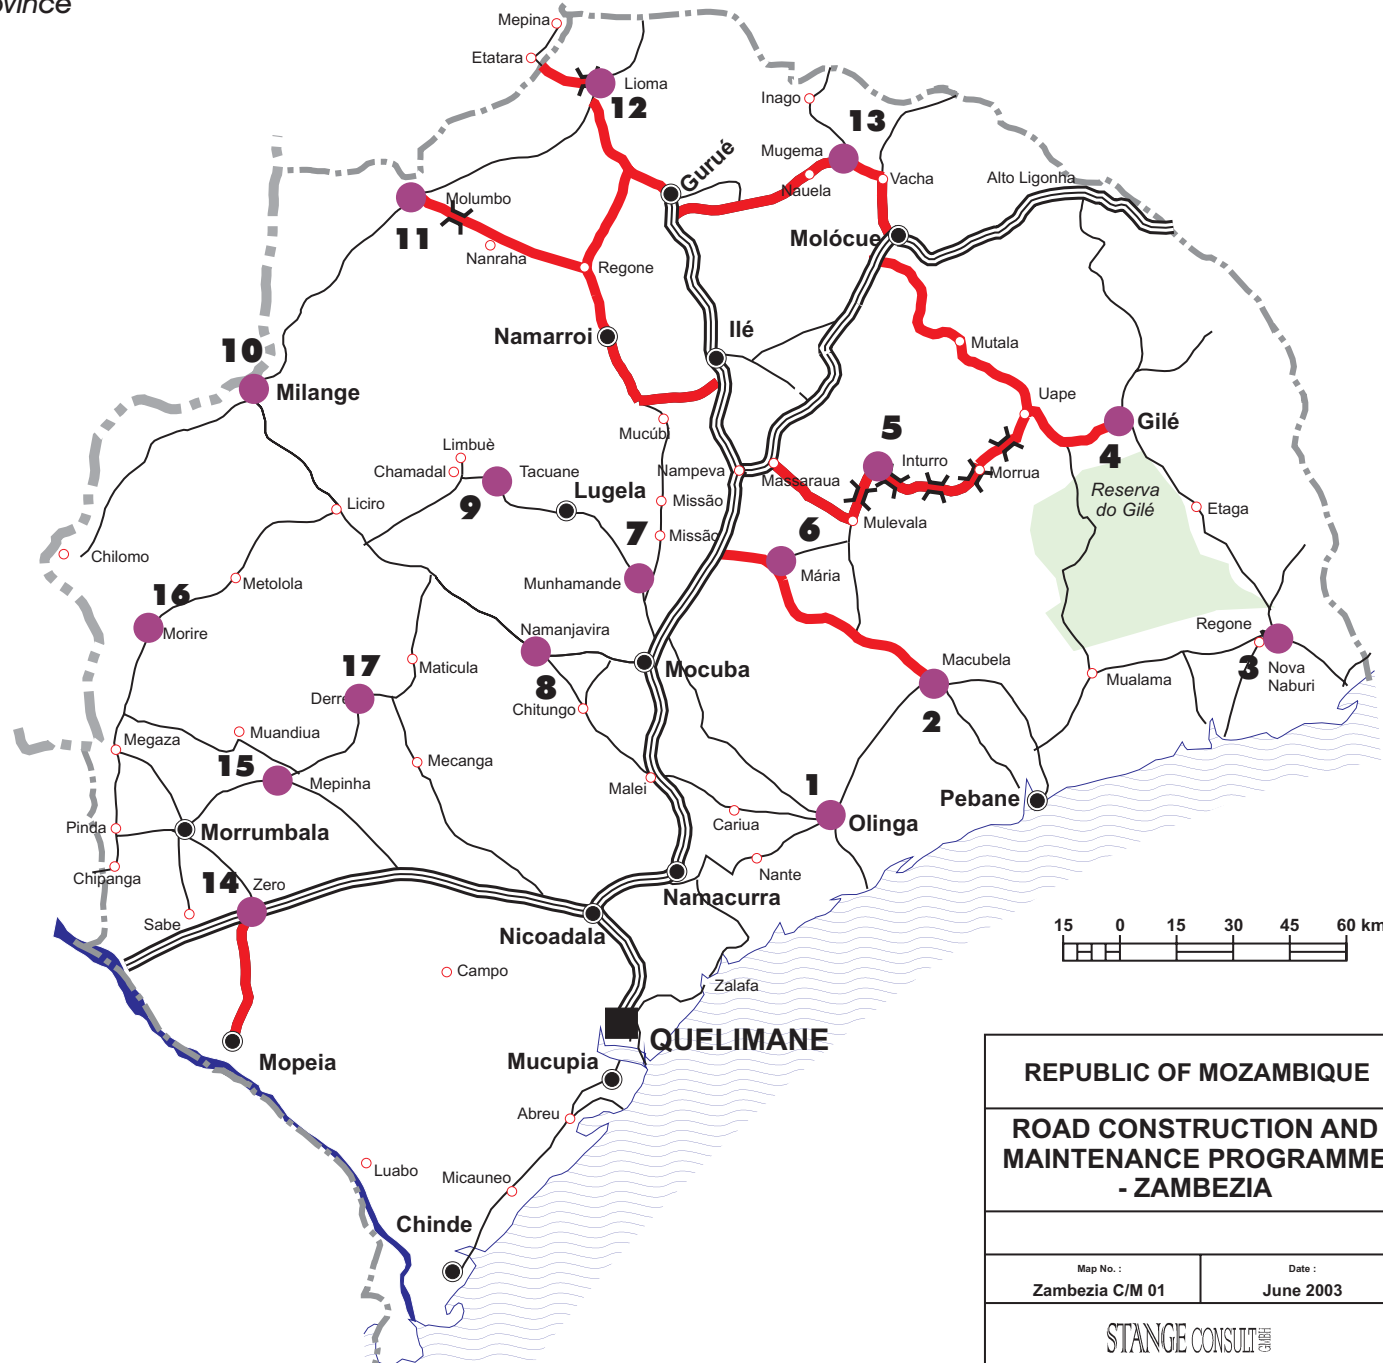 ovince
Mepina
Etatara
Lioma
12
Inago
13
Mugema
Gurué
Nauela
Vacha
Alto Ligonha
Molumbo
11
Nanraha
Regone
Molócue
Namarroi
Ilé
Mutala
10
Milange
Uape
Gilé
4
Mucúbi
5
Inturro
Limbuè
Chamadal
Tacuane
9
Lugela
Nampeva
Massaraua
Morrua
Reserva
do Gilé
Liciro
Missão
7
Missão
6
Mulevala
Etaga
Chilomo
Metolola
Munhamande
Mária
16
Morire
Namanjavira
8
Mocuba
Macubela
2
Regone
3
Nova
Naburi
Maticula
17
Derre
Chitungo
Mualama
Megaza
Muandiua
15
Mepinha
Mecanga
Malei
1
Cariua
Olinga
Pebane
Pinda
Morrumbala
Chipanga
14
Zero
Nante
Namacurra
Sabe
Nicoadala
15 0 15 30 45 60 km
Campo
Zalafa
QUELIMANE
Mopeia
Mucupia
Abreu
Luabo
Micauneo
Chinde
REPUBLIC OF MOZAMBIQUE
ROAD CONSTRUCTION AND
MAINTENANCE PROGRAMME
- ZAMBEZIA
Map No. :
Zambezia C/M 01
Date :
June 2003
STANGE CONSULT GMBH